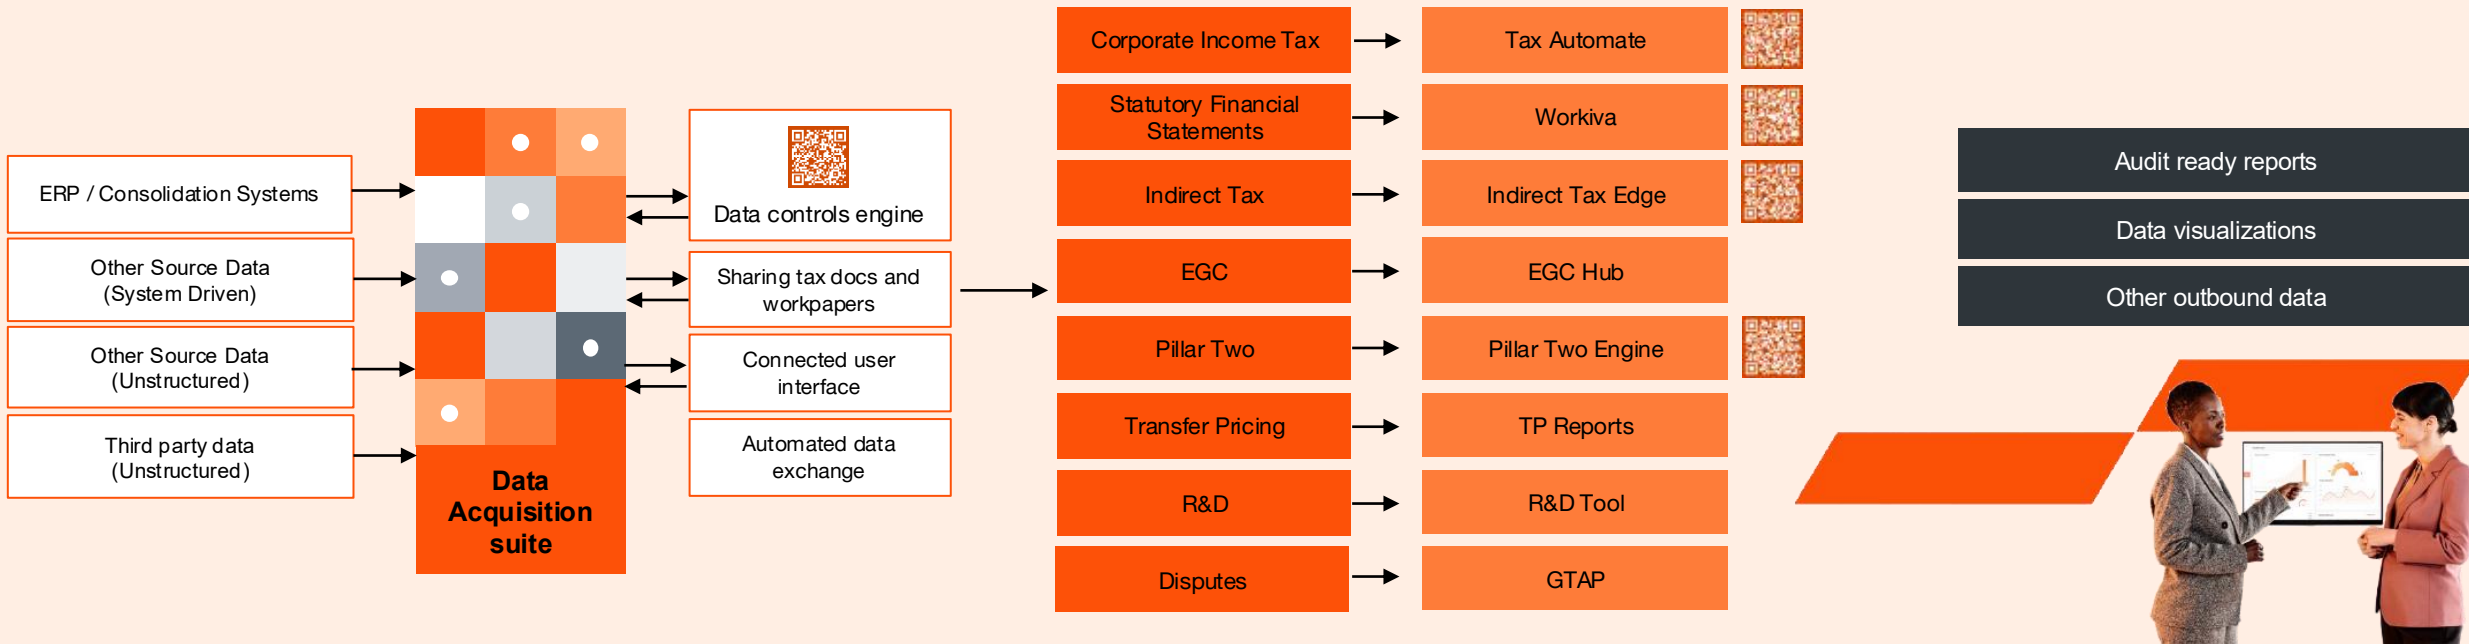 ERP / Consolidation Systems
Other Source Data
(System Driven)
Other Source Data
(Unstructured)
Third party data
(Unstructured)
Data
Acquisition
suite
Data controls engine
Sharing tax docs and
workpapers
Connected user
interface
Automated data
exchange
Corporate Income Tax
Tax Automate
Statutory Financial
Statements
Workiva
Indirect Tax
Indirect Tax Edge
EGC
EGC Hub
Pillar Two
Pillar Two Engine
Transfer Pricing
TP Reports
R&D
R&D Tool
Disputes
GTAP
Audit ready reports
Data visualizations
Other outbound data